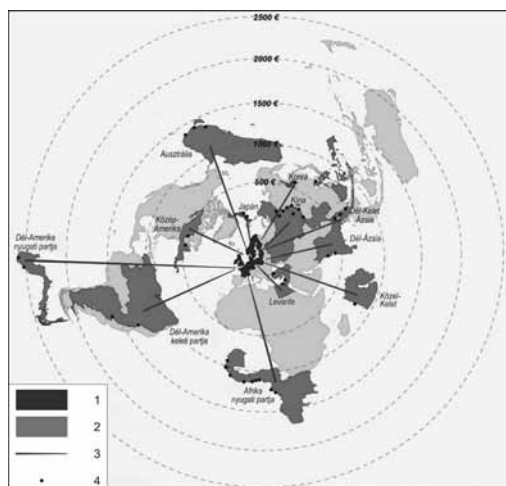 2500 €
2000 €
1500 €
1000 €
500 €
Ausztrália
Korea
Kína
Japán
Közép-
Amerika
Dél-Kelet
Ázsia
Dél-Ázsia
Dél-Amerika
nyugati partja
Levante
Közel-
Kelet
Dél-Amerika
keleti partja
Afrika
nyugati partja
1
2
3
4